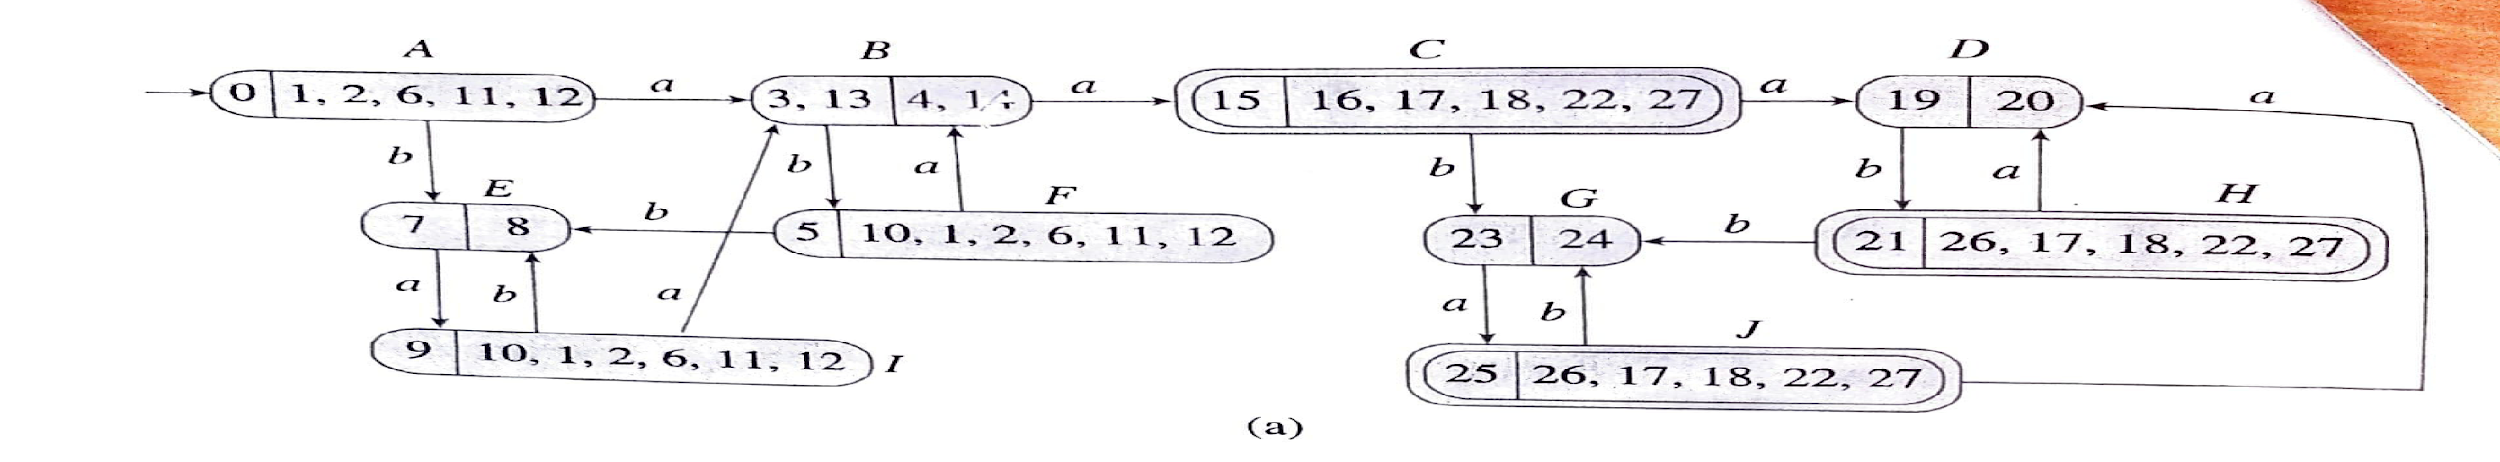 A B C D
0 1, 2, 6, 11, 12 a 3, 13 4, 14 a 15 16, 17, 18, 22, 27 a 19 20 a
b b a b b a
E F G H
7 8 b 5 10, 1, 2, 6, 11, 12 23 24 b 21 26, 17, 18, 22, 27
a b a a b
J
9 10, 1, 2, 6, 11, 12 I 25 26, 17, 18, 22, 27
(a)